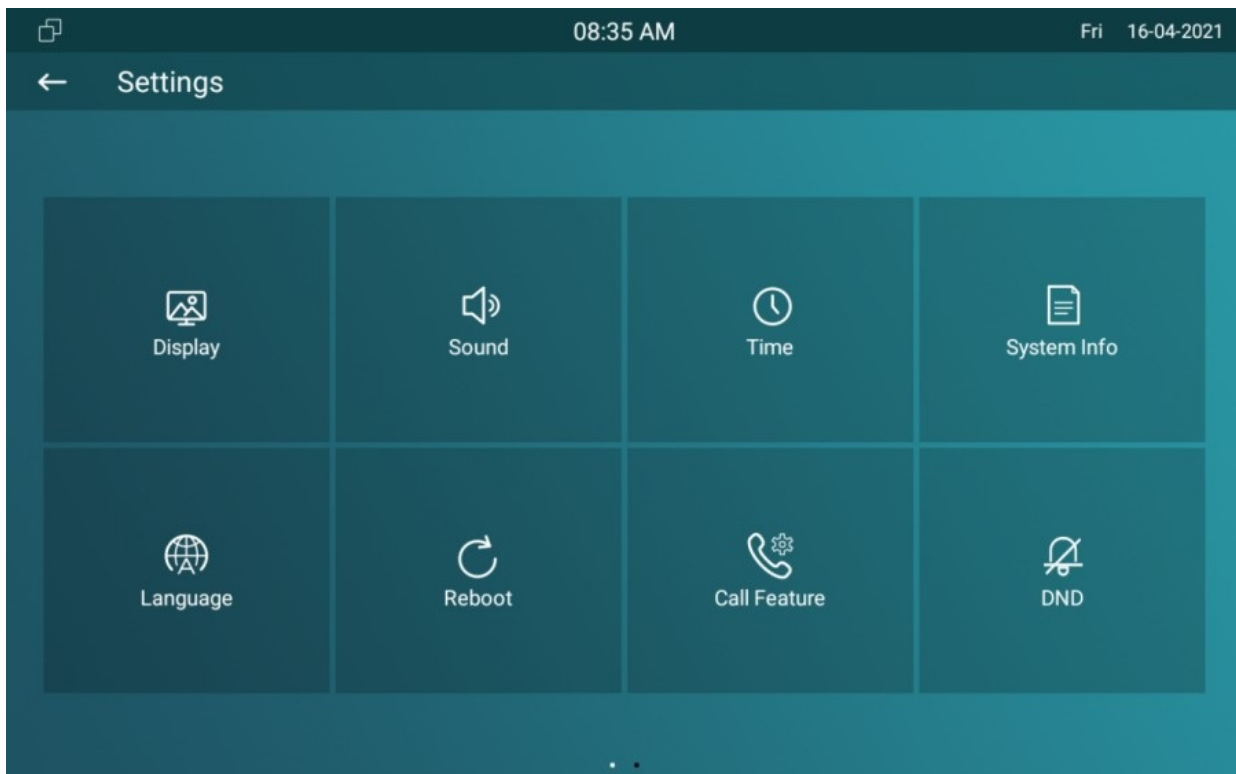 08:35 AM
Fri 16-04-2021
Settings
Display
Sound
Time
System Info
Language
Reboot
Call Feature
DND